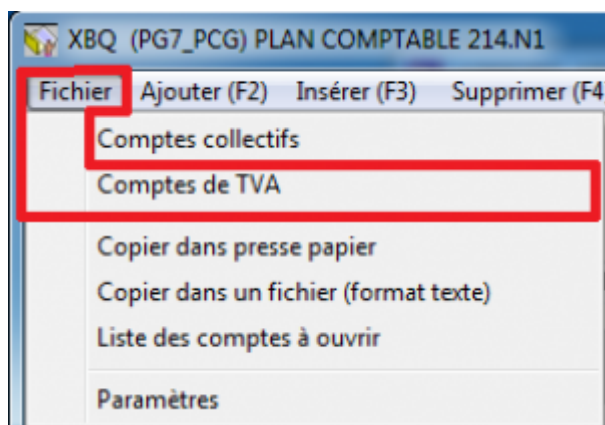 XBQ (PG7_PCG) PLAN COMPTABLE 214.N1
Fichier Ajouter (F2) Insérer (F3) Supprimer (F4
Comptes collectifs
Comptes de TVA
Copier dans presse papier
Copier dans un fichier (format texte)
Liste des comptes à ouvrir
Paramètres